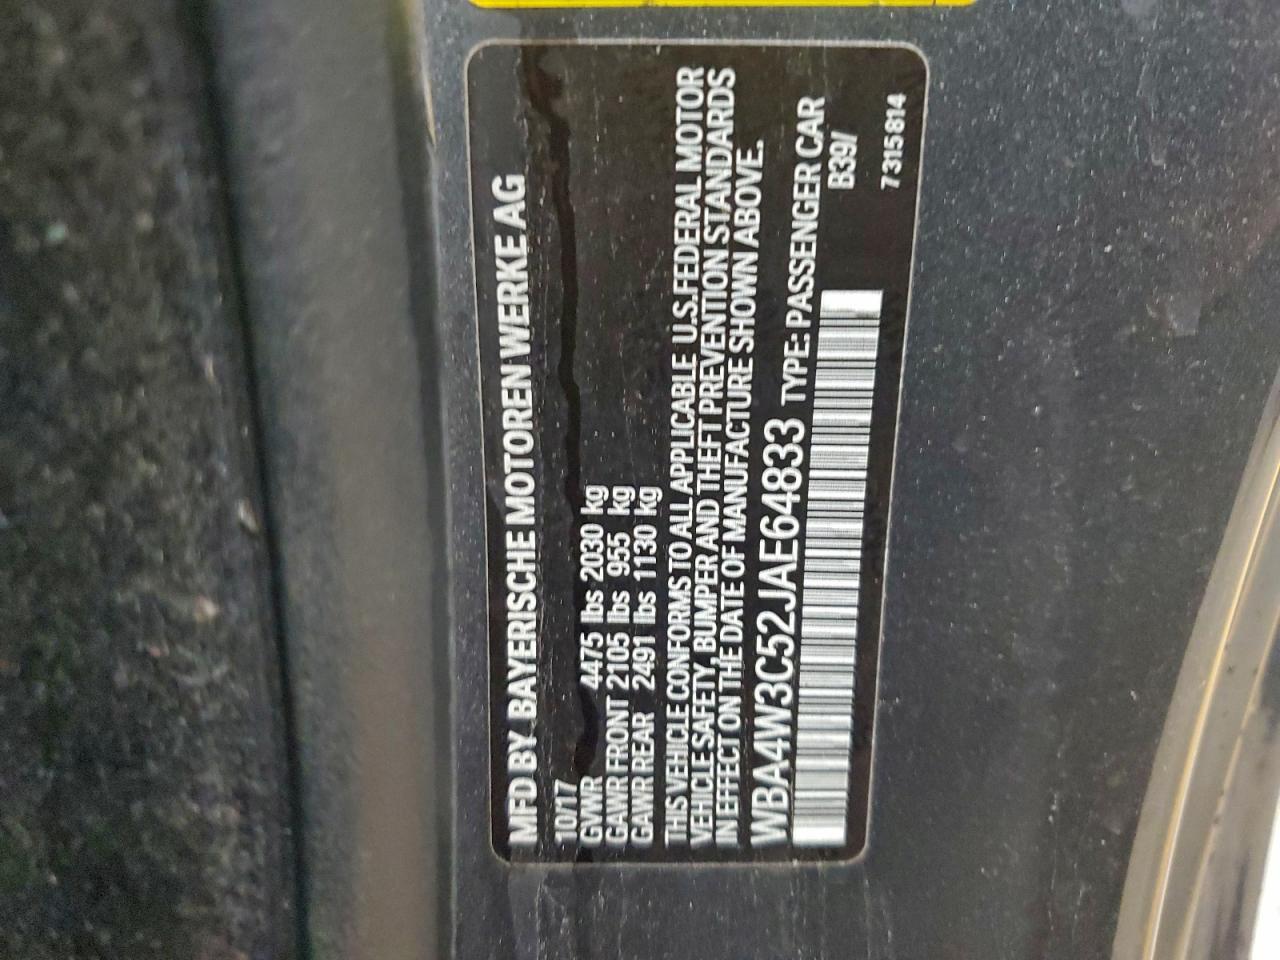 MFD BY BAYERISCHE MOTOREN WERKE AG
10/17
GVWR 4475 lbs 2030 kg
GAWR FRONT 2105 lbs 955 kg
GAWR REAR 2491 lbs 1130 kg
THIS VEHICLE CONFORMS TO ALL APPLICABLE U.S. FEDERAL MOTOR
VEHICLE SAFETY, BUMPER AND THEFT PREVENTION STANDARDS
IN EFFECT ON THE DATE OF MANUFACTURE SHOWN ABOVE.
WBA4W3C52JAE64833 TYPE: PASSENGER CAR
B39/
7315814